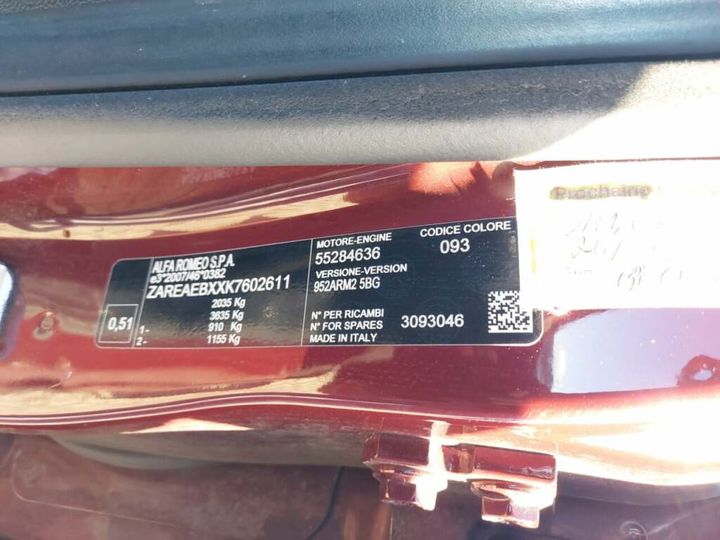 ALFA ROMEO S.P.A.
e3*2007/46*0382
ZAREAEBXXK7602611
2035 Kg
3635 Kg
1- 910 Kg
2- 1155 Kg
0,51
MOTORE-ENGINE
55284636
VERSIONE-VERSION
952ARM2 5BG
N° PER RICAMBI
N° FOR SPARES
MADE IN ITALY
CODICE COLORE
093
3093046
Prochaine